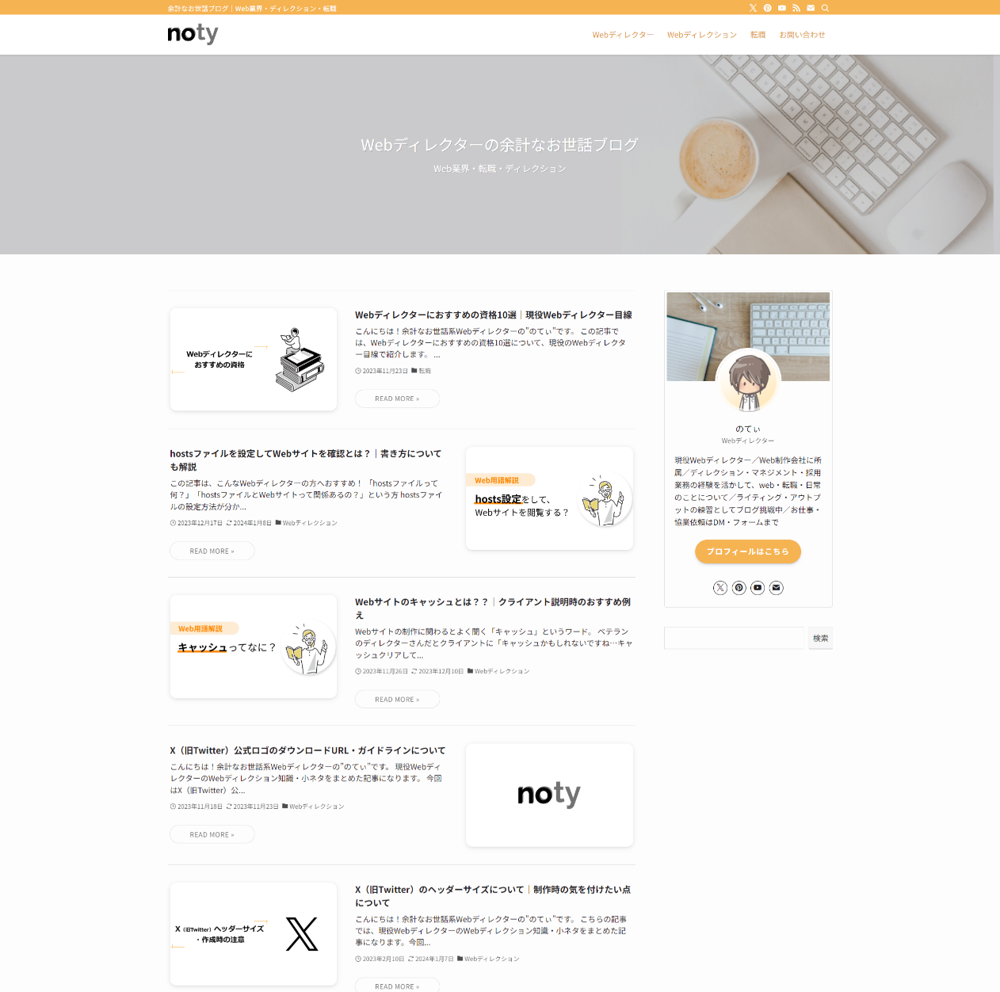 余計なお世話ブログ｜Web業界・ディレクション・転職
noty
Webディレクター
Webディレクション
転職
お問い合わせ
Webディレクターの余計なお世話ブログ
Web業界・転職・ディレクション
Webディレクターに
おすすめの資格
Webディレクターにおすすめの資格10選｜現役Webディレクター目線
こんにちは！余計なお世話系Webディレクターの”のてぃ”です。 この記事で
は、Webディレクターにおすすめの資格10選について、現役のWebディレクタ
ー目線で紹介します。 ...
2023年11月23日 転職
READ MORE »
hostsファイルを設定してWebサイトを確認とは？｜書き方について
も解説
この記事は、こんなWebディレクターの方へおすすめ！ 「hostsファイルって
何？」「hostsファイルとWebサイトって関係あるの？」という方 hostsファイ
ルの設定方法が分か...
2023年12月17日 2024年1月8日 Webディレクション
READ MORE »
Web用語解説
hosts設定をして、
Webサイトを閲覧する？
Web用語解説
キャッシュってなに？
Webサイトのキャッシュとは？？｜クライアント説明時のおすすめ例
え
Webサイトの制作に関わるとよく聞く「キャッシュ」というワード。 ベテラン
のディレクターさんだとクライアントに「キャッシュかもしれないですね…キャ
ッシュクリアして...
2023年11月26日 2023年12月10日 Webディレクション
READ MORE »
X（旧Twitter）公式ロゴのダウンロードURL・ガイドラインについて
こんにちは！余計なお世話系Webディレクターの”のてぃ”です。 現役Webディ
レクターのWebディレクション知識・小ネタをまとめた記事になります。 今回
はX（旧Twitter）公...
2023年11月18日 2023年11月23日 Webディレクション
READ MORE »
noty
X（旧Twitter）ヘッダーサイズ
・作成時の注意
X（旧Twitter）のヘッダーサイズについて｜制作時の気を付けたい点
について
こんにちは！余計なお世話系Webディレクターの”のてぃ”です。 こちらの記事
では、現役WebディレクターのWebディレクション知識・小ネタをまとめた記
事になります。今回...
2023年2月10日 2024年1月7日 Webディレクション
READ MORE »
のてぃ
Webディレクター
現役Webディレクター／Web制作会社に所
属／ディレクション・マネジメント・採用
業務の経験を活かして、web・転職・日常
のことについて／ライティング・アウトプ
ットの練習としてブログ挑戦中／お仕事・
協業依頼はDM・フォームまで
プロフィールはこちら
検索